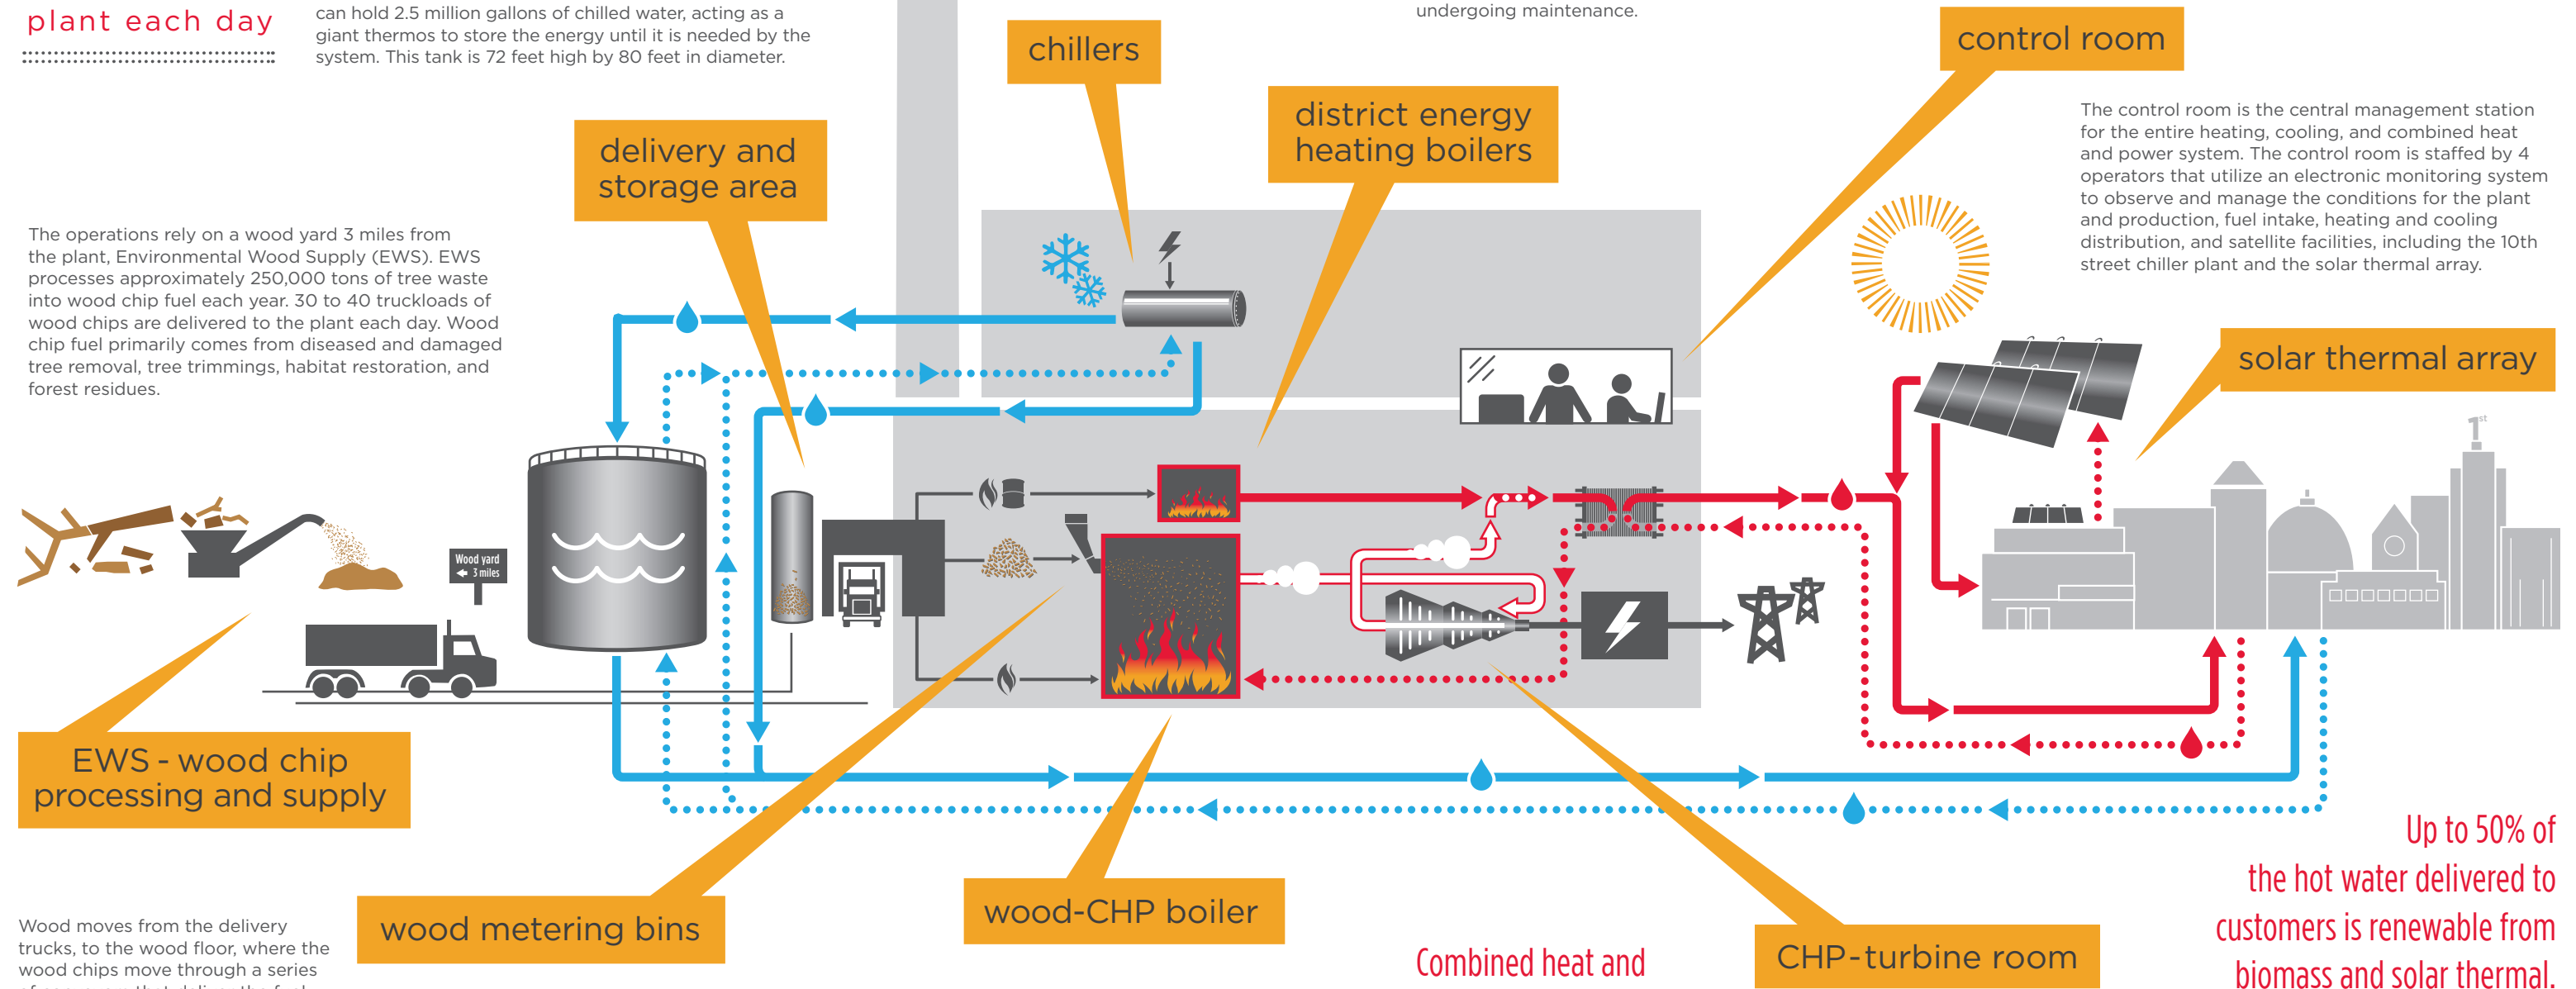 plant each day
can hold 2.5 million gallons of chilled water, acting as a
giant thermos to store the energy until it is needed by the
system. This tank is 72 feet high by 80 feet in diameter.
undergoing maintenance.
chillers
control room
district energy
heating boilers
delivery and
storage area
The control room is the central management station
for the entire heating, cooling, and combined heat
and power system. The control room is staffed by 4
operators that utilize an electronic monitoring system
to observe and manage the conditions for the plant
and production, fuel intake, heating and cooling
distribution, and satellite facilities, including the 10th
street chiller plant and the solar thermal array.
The operations rely on a wood yard 3 miles from
the plant, Environmental Wood Supply (EWS). EWS
processes approximately 250,000 tons of tree waste
into wood chip fuel each year. 30 to 40 truckloads of
wood chips are delivered to the plant each day. Wood
chip fuel primarily comes from diseased and damaged
tree removal, tree trimmings, habitat restoration, and
forest residues.
solar thermal array
1st
Wood yard
3 miles
EWS - wood chip
processing and supply
wood metering bins
wood-CHP boiler
CHP-turbine room
Up to 50% of
the hot water delivered to
customers is renewable from
biomass and solar thermal.
Wood moves from the delivery
trucks, to the wood floor, where the
wood chips move through a series
Combined heat and